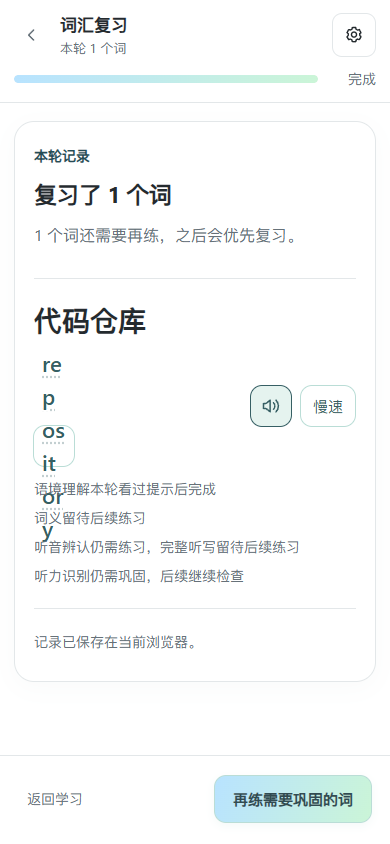 词汇复习
本轮 1 个词
完成
本轮记录
复习了 1 个词
1 个词还需要再练，之后会优先复习。
代码仓库
re
p
os
it
or
y
慢速
语境理解本轮看过提示后完成
词义留待后续练习
听音辨认仍需练习，完整听写留待后续练习
听力识别仍需巩固，后续继续检查
记录已保存在当前浏览器。
返回学习
再练需要巩固的词